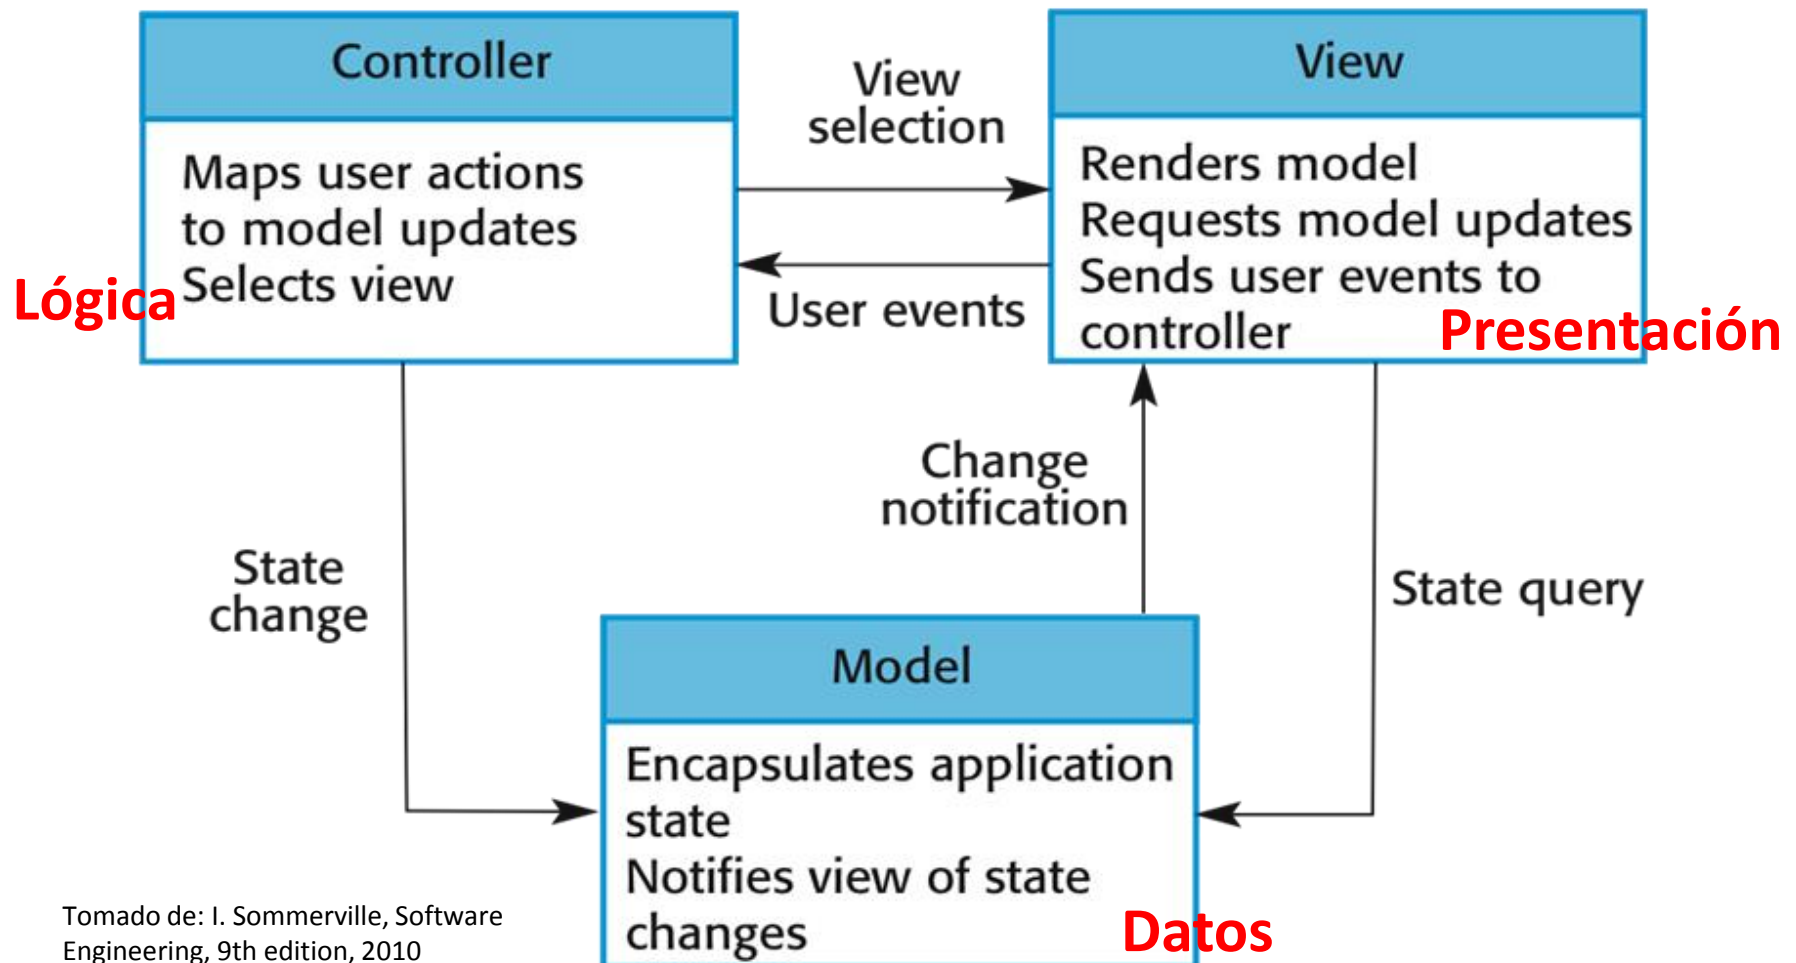 Controller
Maps user actions
to model updates
Selects view
Lógica
View
selection
User events
View
Renders model
Requests model updates
Sends user events to
controller
Presentación
State
change
Change
notification
State query
Model
Encapsulates application
state
Notifies view of state
changes
Datos
Tomado de: I. Sommerville, Software
Engineering, 9th edition, 2010